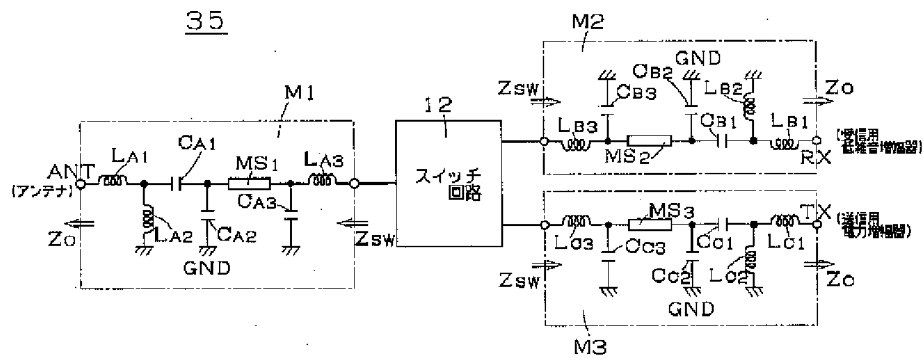 35
M1
ANT
(アンテナ)
LA1
CA1
MS1
LA3
LA2
CA2
CA3
GND
Zo
Zsw
12
スイッチ
回路
M2
GND
Zsw
CB3
CB2
LB2
Zo
LB3
MS2
CB1
LB1
RX
(受信用
低雑音増幅器)
MS3
TX
(送信用
電力増幅器)
LC3
CC3
CC1
LC1
CC2
LC2
Zsw
GND
Zo
M3